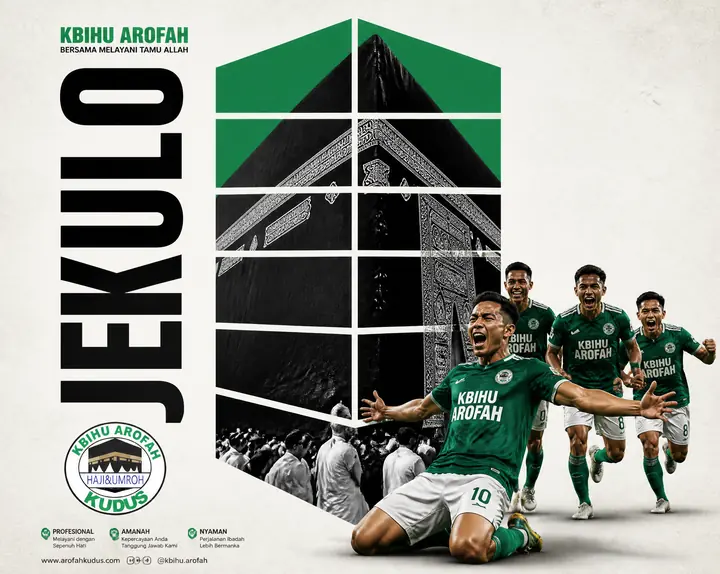 KBIHU AROFAH
BERSAMA MELAYANI TAMU ALLAH
JEKULO
KBIHU AROFAH
HAJI&UMROH
KUDUS
KBIHU
AROFAH
10
KBIHU
AROFAH
8
KBIHU
AROFAH
8
PROFESIONAL
Melayani dengan
Sepenuh Hati
AMANAH
Kepercayaan Anda
Tanggung Jawab Kami
NYAMAN
Perjalanan Ibadah
Lebih Bermakna
www.arofahkudus.com
@kbihu.arofah